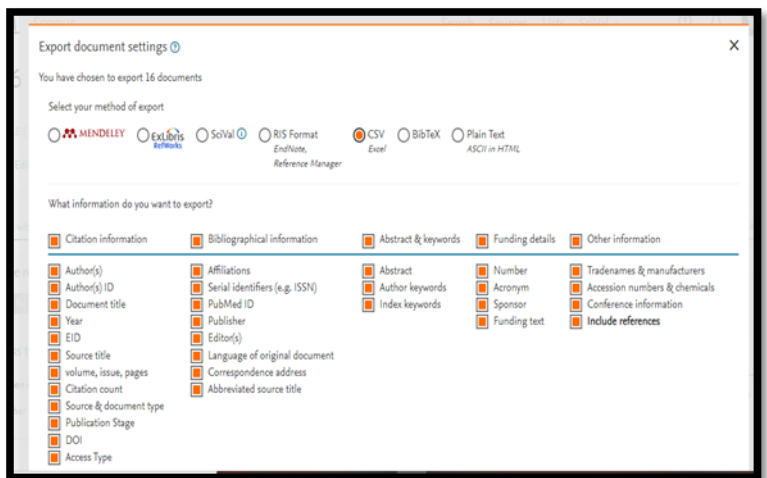 Export document settings
You have chosen to export 16 documents
Select your method of export
MENDELEY ExLibris SciVal RIS Format CSV BibTeX Plain Text
RefWorks EndNote, Excel ASCII in HTML
Reference Manager
What information do you want to export?
Citation information Bibliographical information Abstract & keywords Funding details Other information
Author(s) Affiliations Abstract Number Tradenames & manufacturers
Author(s) ID Serial identifiers (e.g. ISSN) Author keywords Acronym Accession numbers & chemicals
Document title PubMed ID Index keywords Sponsor Conference information
Year Publisher Funding text Include references
EID Editor(s)
Source title Language of original document
volume, issue, pages Correspondence address
Citation count Abbreviated source title
Source & document type
Publication Stage
DOI
Access Type